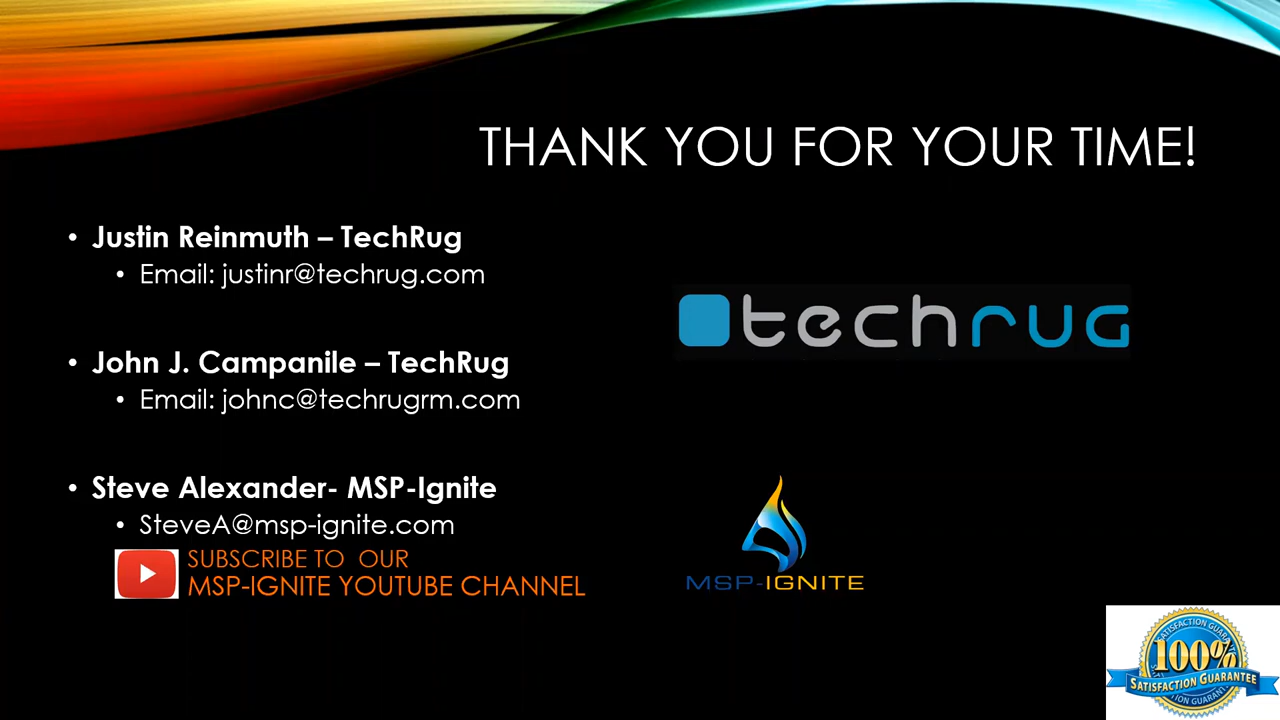 THANK YOU FOR YOUR TIME!
• Justin Reinmuth – TechRug
• Email: justinr@techrug.com
• John J. Campanile – TechRug
• Email: johnc@techrugrm.com
• Steve Alexander- MSP-Ignite
• SteveA@msp-ignite.com
SUBSCRIBE TO OUR
MSP-IGNITE YOUTUBE CHANNEL
techrug
MSP-IGNITE
SATISFACTION GUARANTEE
100%
SATISFACTION GUARANTEE